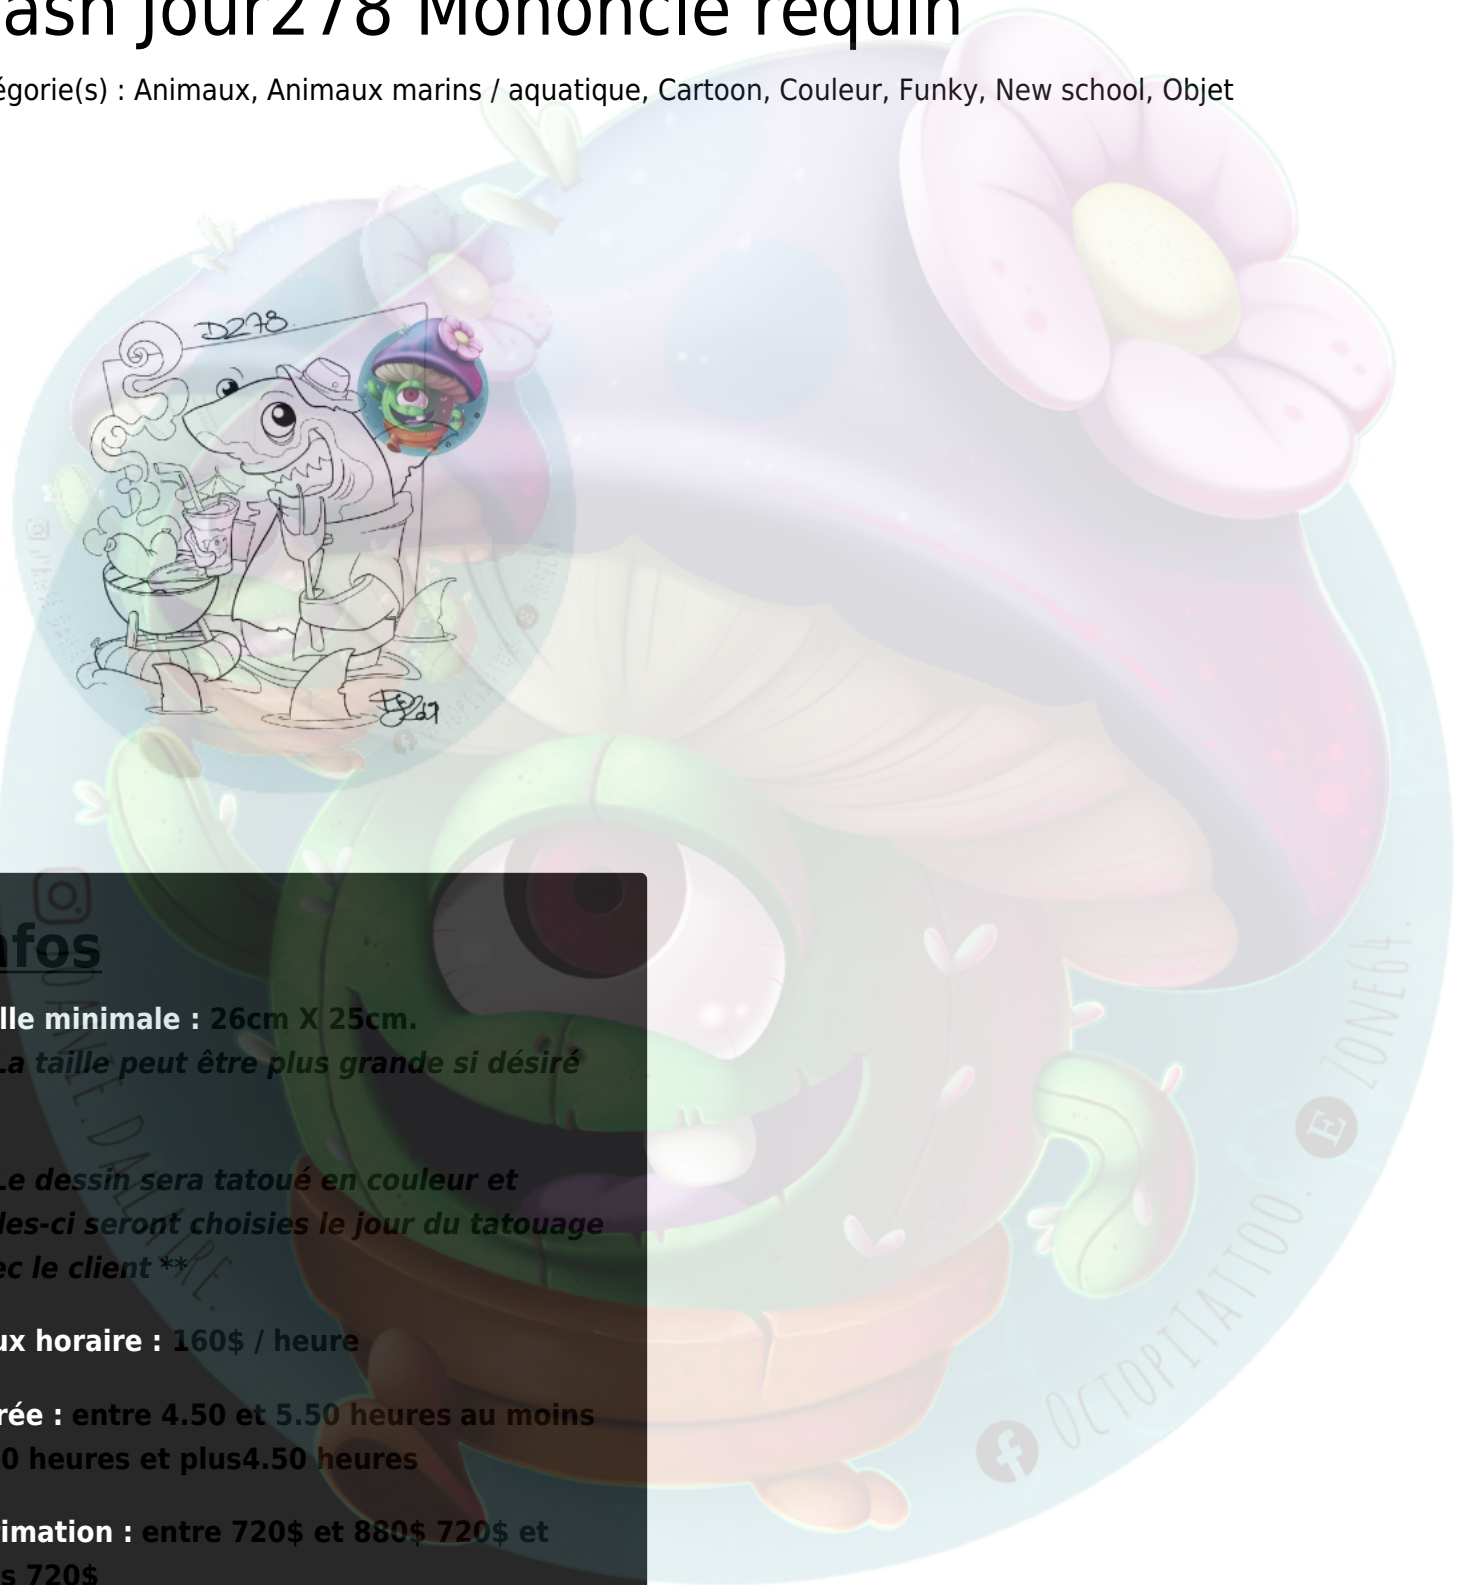 ash Jour278 Mononcle requin
égorie(s) : Animaux, Animaux marins / aquatique, Cartoon, Couleur, Funky, New school, Objet
D278
nfos
lle minimale : 26cm X 25cm.
La taille peut être plus grande si désiré
Le dessin sera tatoué en couleur et
les-ci seront choisies le jour du tatouage
ec le client **
ux horaire : 160$ / heure
rée : entre 4.50 et 5.50 heures au moins
0 heures et plus4.50 heures
imation : entre 720$ et 880$ 720$ et
s 720$
OCTOPITATTOO.
ZONE64.